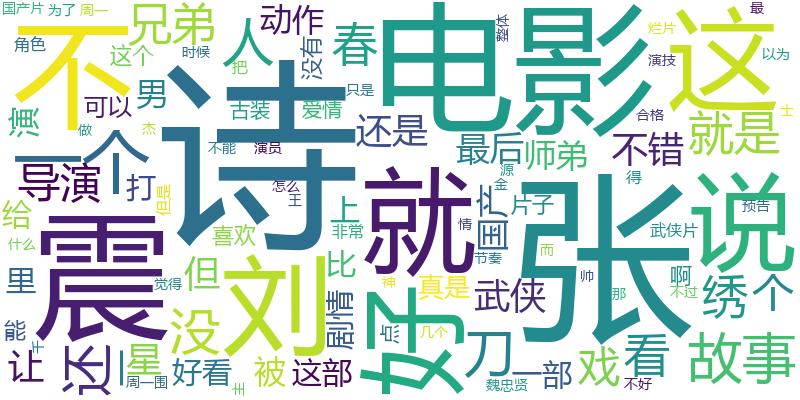 国产片
为了
周一
兄弟
动作
不
电影
这
角色
这个
时候
人
没有
春
整体
烂片
最
把
演技
以为
诗
男
演
可以
古装
爱情
只是
合格
士
一个
做
杰
还是
最后
师弟
不错
就是
导演
打
不能
演员
怎么
王
源
金
得
给
但是
就
张
说
震
上
国产
片子
武侠片
预告
什么
喜欢
非常
情
节奏
而
里
觉得
但
刘
比
真是
武侠
神
帅
那
啊
不过
绣
个
能
千
没
剧情
好
点
几个
让
还
星
周一围
好看
被
这部
刀
一部
戏
看
故事
魏忠贤
不好